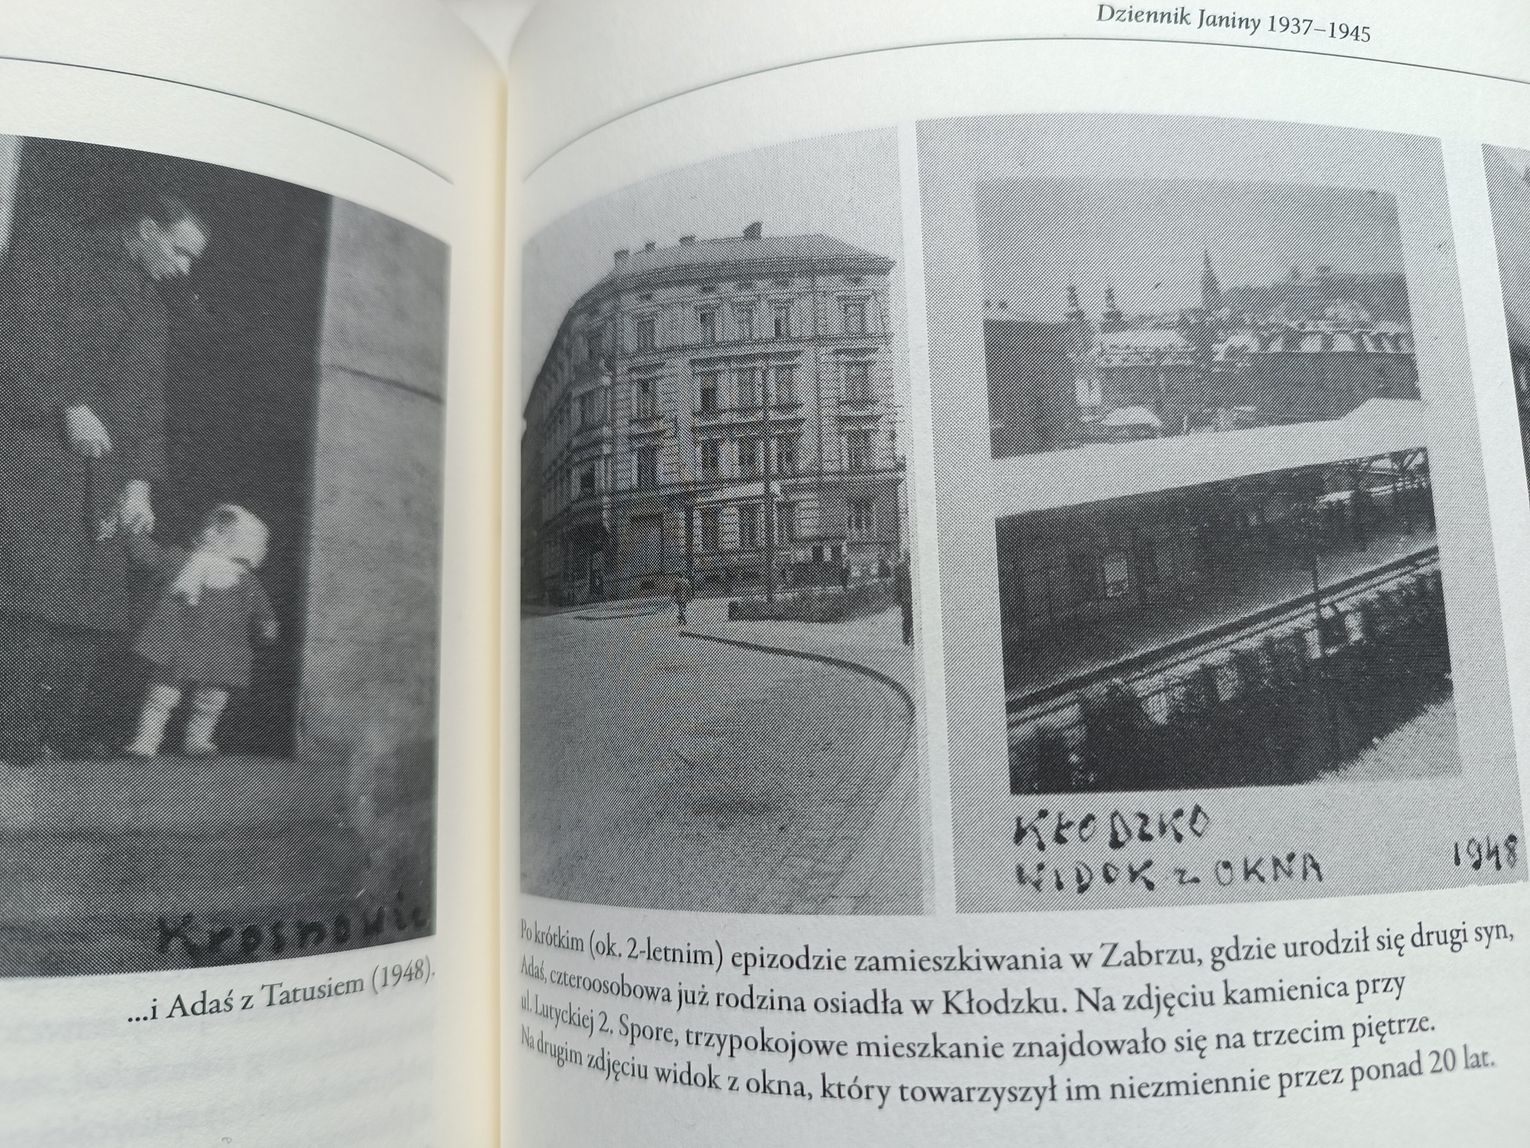 Krosnowic
...i Adaś z Tatusiem (1948).
Dziennik Janiny 1937–1945
KŁODZKO
WIDOK z OKNA
1948
Po krótkim (ok. 2-letnim) epizodzie zamieszkiwania w Zabrzu, gdzie urodził się drugi syn,
Adaś, czteroosobowa już rodzina osiadła w Kłodzku. Na zdjęciu kamienica przy
ul. Lutyckiej 2. Spore, trzypokojowe mieszkanie znajdowało się na trzecim piętrze.
Na drugim zdjęciu widok z okna, który towarzyszył im niezmiennie przez ponad 20 lat.